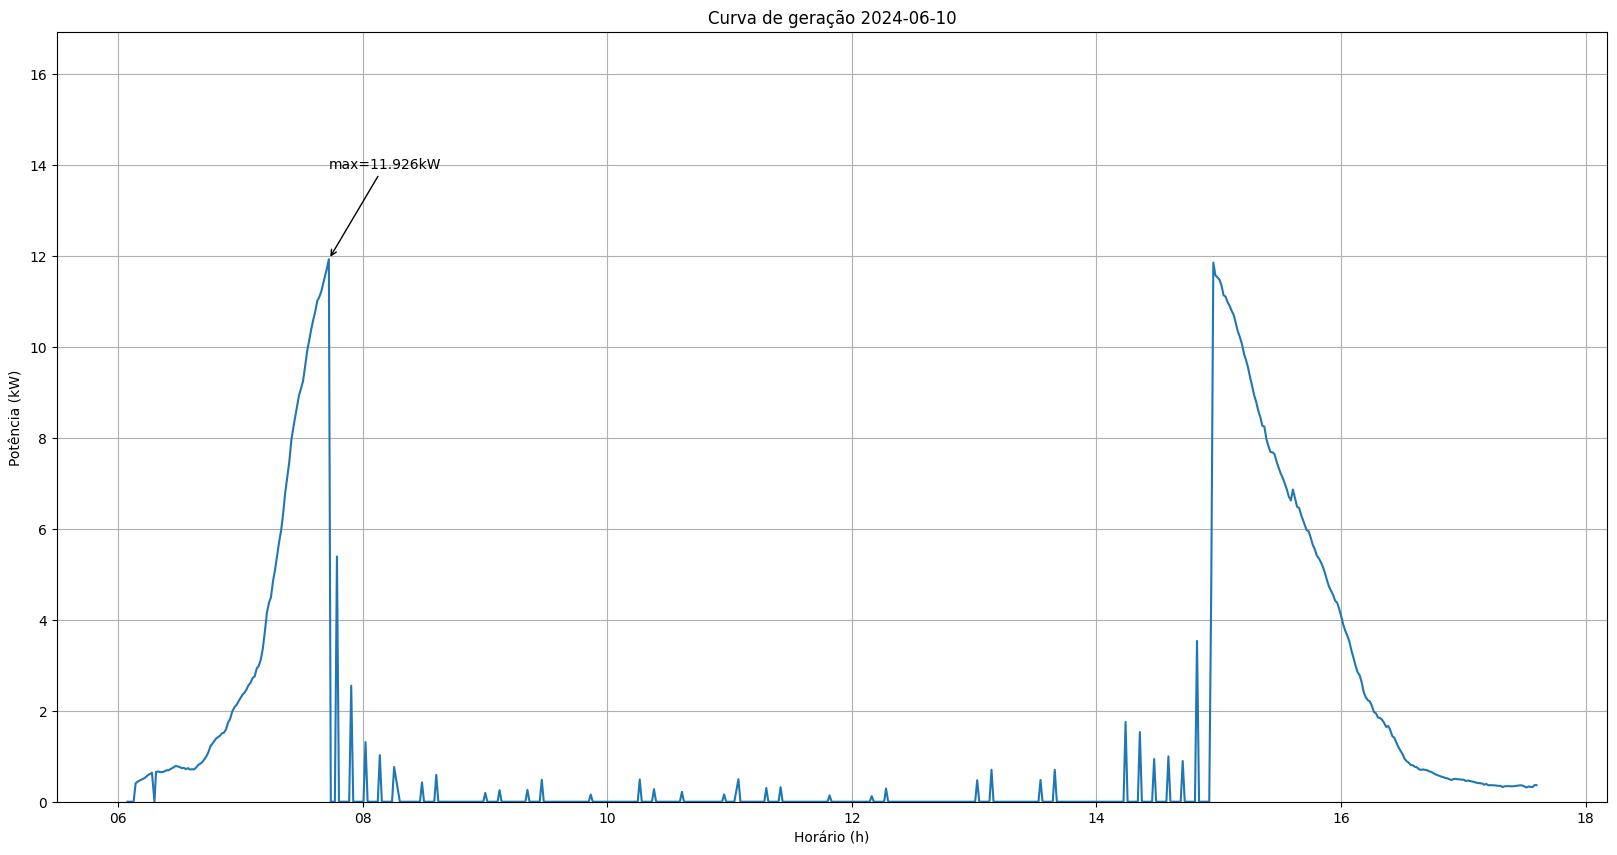 Curva de geração 2024-06-10
16
14
12
10
8
6
4
2
0
Potência (kW)
max=11.926kW
06 08 10 12 14 16 18
Horário (h)